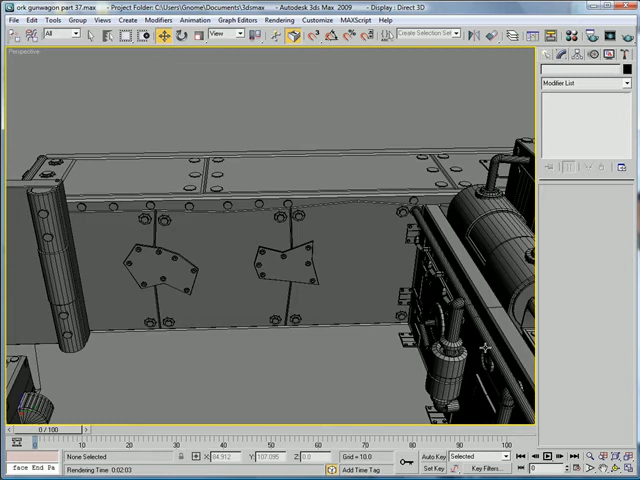 ork gunwagon part 37.max - Project Folder: C:\Users\Gnome\Documents\3dsmax - Autodesk 3ds Max 2009 - Display : Direct 3D
File Edit Tools Group Views Create Modifiers Animation Graph Editors Rendering Customize MAXScript Help
All View Create Selection Set
Perspective
Modifier List
0 / 100
0 10 20 30 40 50 60 70 80 90 100
None Selected X: 84.912 Y: 107.095 Z: 0.0 Grid = 10.0 Auto Key Selected
face End Pa Rendering Time 0:02:03 Add Time Tag Set Key Key Filters... 0